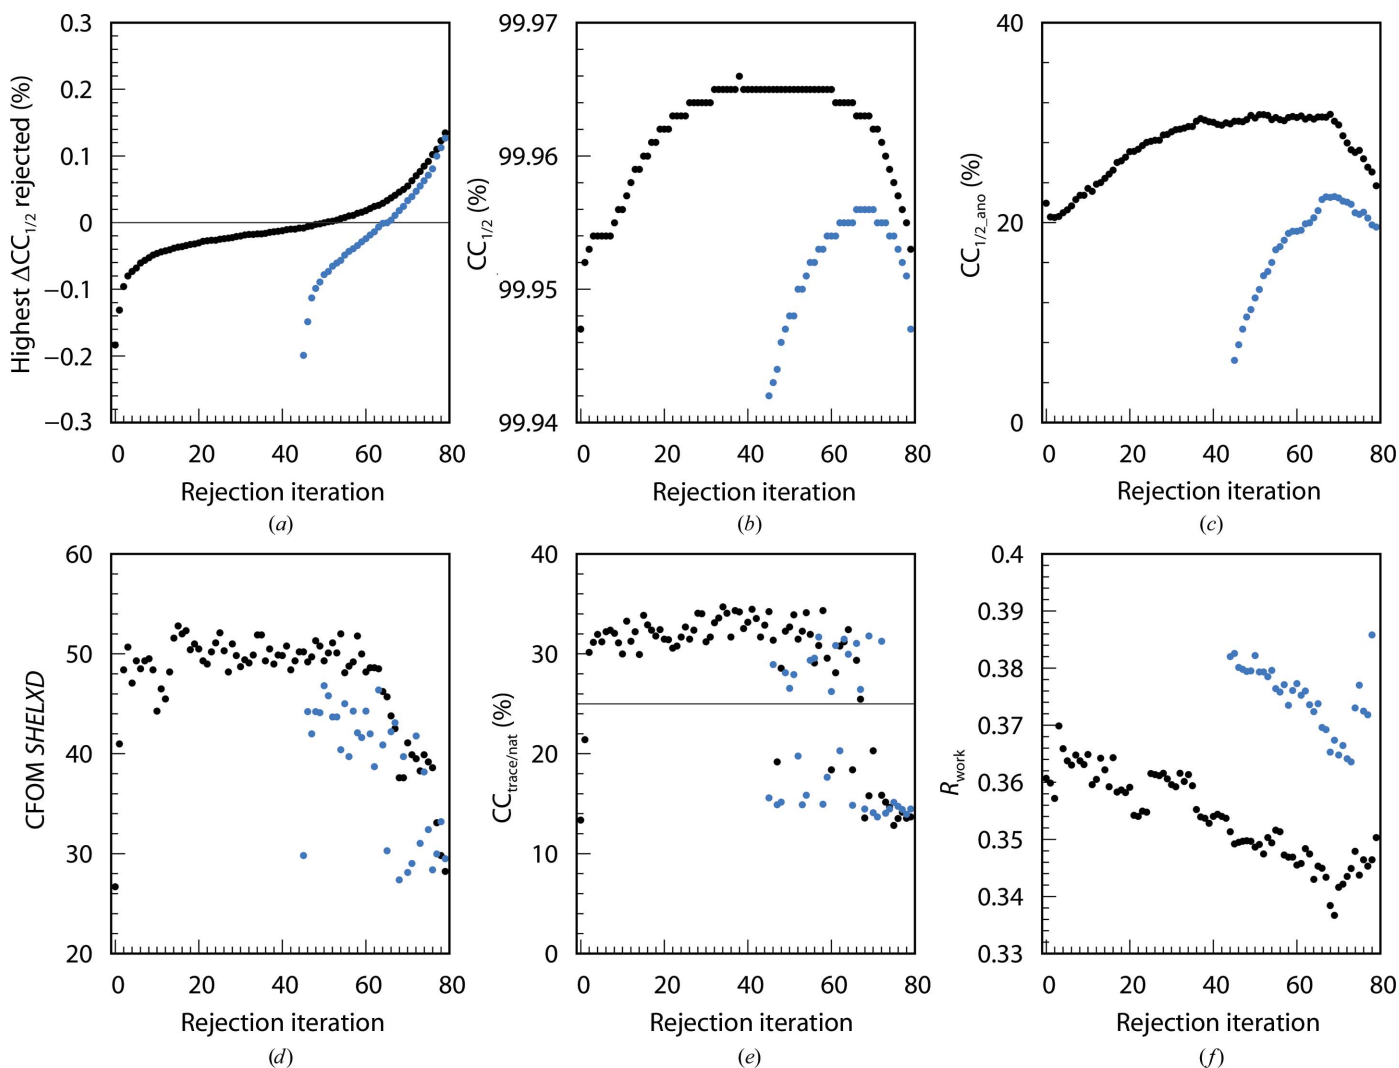 Highest ΔCC1/2 rejected (%)
0.3
0.2
0.1
0
−0.1
−0.2
−0.3
0 20 40 60 80
Rejection iteration
(a)
CC1/2 (%)
99.97
99.96
99.95
99.94
0 20 40 60 80
Rejection iteration
(b)
CC1/2_ano (%)
40
20
0
0 20 40 60 80
Rejection iteration
(c)
CFOM SHELXD
60
50
40
30
20
0 20 40 60 80
Rejection iteration
(d)
CCtrace/nat (%)
40
30
20
10
0
0 20 40 60 80
Rejection iteration
(e)
Rwork
0.4
0.39
0.38
0.37
0.36
0.35
0.34
0.33
0 20 40 60 80
Rejection iteration
(f)